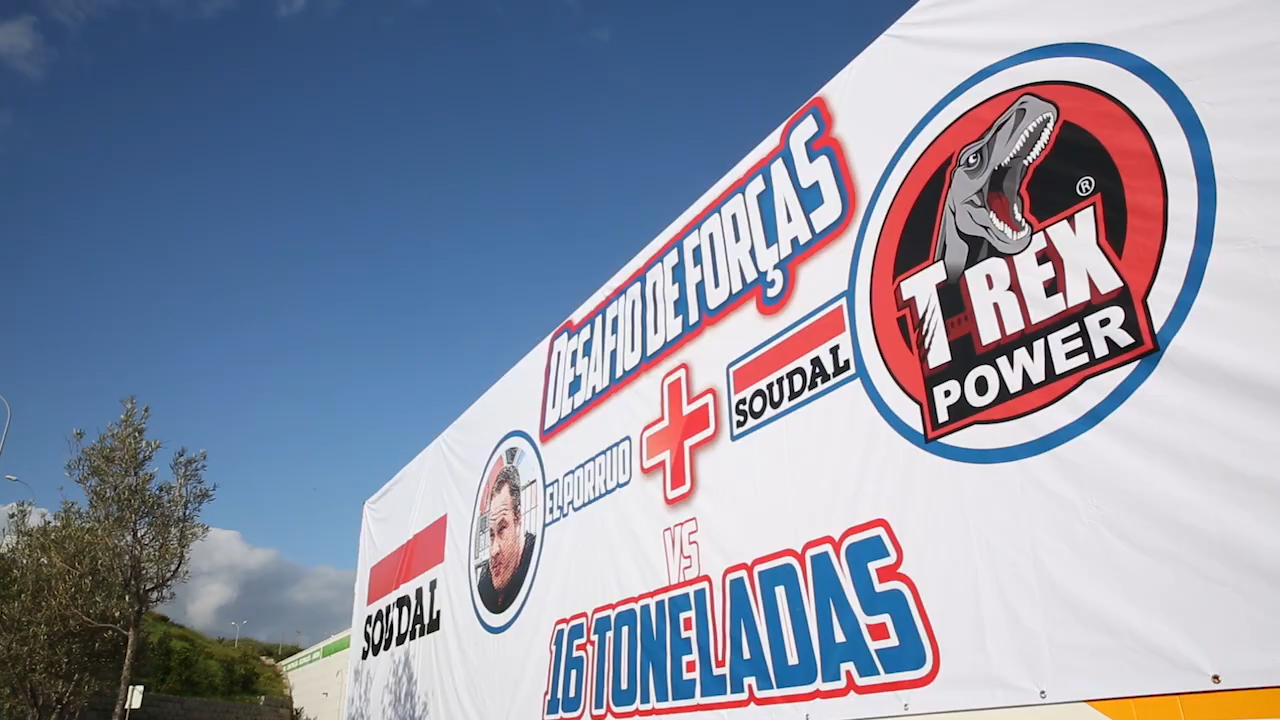 DESAFIO DE FORÇAS
EL PORRUO + SOUDAL
T-REX
®
POWER
VS
16 TONELADAS
SOUDAL